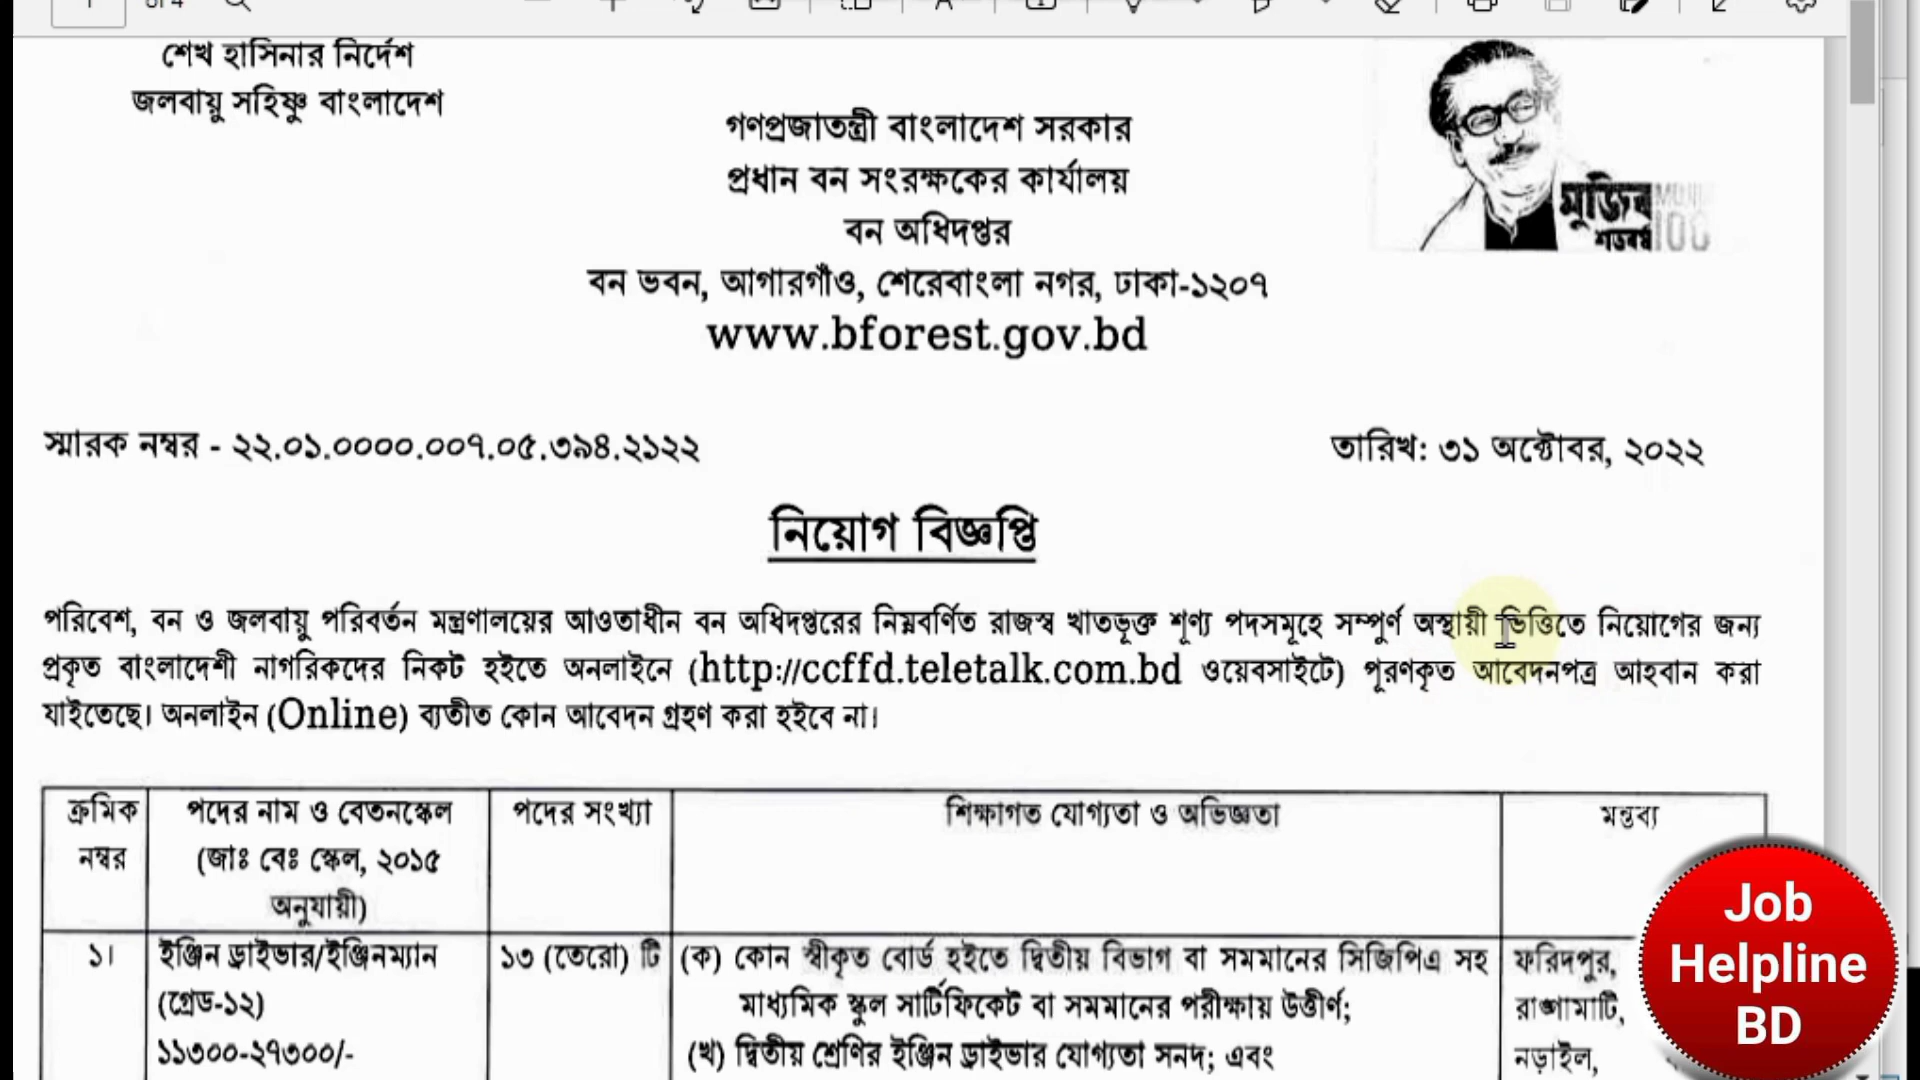 শেখ হাসিনার নির্দেশ
জলবায়ু সহিষ্ণু বাংলাদেশ
গণপ্রজাতন্ত্রী বাংলাদেশ সরকার
প্রধান বন সংরক্ষকের কার্যালয়
বন অধিদপ্তর
বন ভবন, আগারগাঁও, শেরেবাংলা নগর, ঢাকা-১২০৭
www.bforest.gov.bd
মুজিব
শতবর্ষ 100
স্মারক নম্বর - ২২.০১.০০০০.০০৭.০৫.৩৯৪.২১২২
তারিখ: ৩১ অক্টোবর, ২০২২
নিয়োগ বিজ্ঞপ্তি
পরিবেশ, বন ও জলবায়ু পরিবর্তন মন্ত্রণালয়ের আওতাধীন বন অধিদপ্তরের নিম্নবর্ণিত রাজস্ব খাতভূক্ত শূণ্য পদসমূহে সম্পুর্ণ অস্থায়ী ভিত্তিতে নিয়োগের জন্য
প্রকৃত বাংলাদেশী নাগরিকদের নিকট হইতে অনলাইনে (http://ccffd.teletalk.com.bd ওয়েবসাইটে) পূরণকৃত আবেদনপত্র আহবান করা
যাইতেছে। অনলাইন (Online) ব্যতীত কোন আবেদন গ্রহণ করা হইবে না।
ক্রমিক নম্বর
পদের নাম ও বেতনস্কেল
(জাঃ বেঃ স্কেল, ২০১৫
অনুযায়ী)
পদের সংখ্যা
শিক্ষাগত যোগ্যতা ও অভিজ্ঞতা
মন্তব্য
১।
ইঞ্জিন ড্রাইভার/ইঞ্জিনম্যান
(গ্রেড-১২)
১১৩০০-২৭৩০০/-
১৩ (তেরো) টি
(ক) কোন স্বীকৃত বোর্ড হইতে দ্বিতীয় বিভাগ বা সমমানের সিজিপিএ সহ
মাধ্যমিক স্কুল সার্টিফিকেট বা সমমানের পরীক্ষায় উত্তীর্ণ;
(খ) দ্বিতীয় শ্রেণির ইঞ্জিন ড্রাইভার যোগ্যতা সনদ; এবং
ফরিদপুর,
রাঙ্গামাটি,
নড়াইল,
Job
Helpline
BD